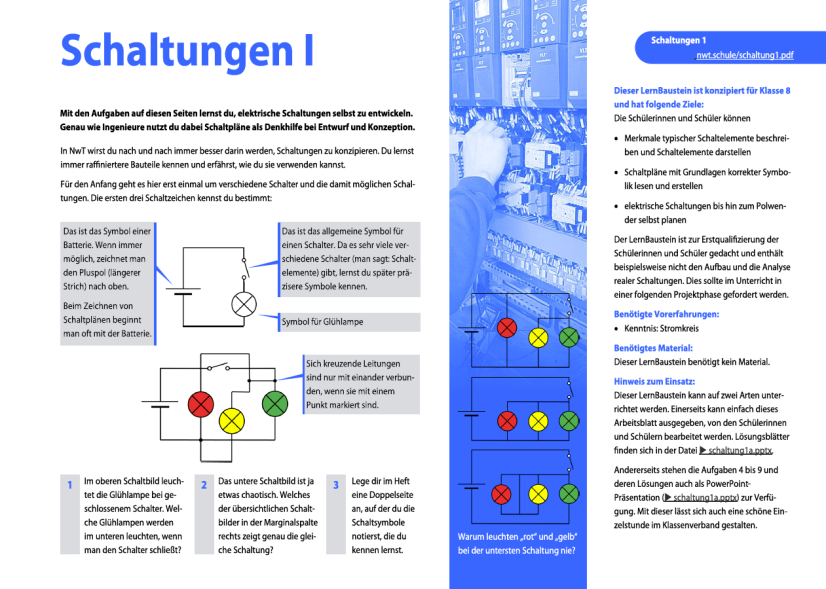 Schaltungen I
Mit den Aufgaben auf diesen Seiten lernst du, elektrische Schaltungen selbst zu entwickeln.
Genau wie Ingenieure nutzt du dabei Schaltpläne als Denkhilfe bei Entwurf und Konzeption.
In NwT wirst du nach und nach immer besser darin werden, Schaltungen zu konzipieren. Du lernst
immer raffiniertere Bauteile kennen und erfährst, wie du sie verwenden kannst.
Für den Anfang geht es hier erst einmal um verschiedene Schalter und die damit möglichen Schal-
tungen. Die ersten drei Schaltzeichen kennst du bestimmt:
Das ist das Symbol einer
Batterie. Wenn immer
möglich, zeichnet man
den Pluspol (längerer
Strich) nach oben.
Beim Zeichnen von
Schaltplänen beginnt
man oft mit der Batterie.
Das ist das allgemeine Symbol für
einen Schalter. Da es sehr viele ver-
schiedene Schalter (man sagt: Schalt-
elemente) gibt, lernst du später prä-
zisere Symbole kennen.
Symbol für Glühlampe
Sich kreuzende Leitungen
sind nur mit einander verbun-
den, wenn sie mit einem
Punkt markiert sind.
1
Im oberen Schaltbild leuch-
tet die Glühlampe bei ge-
schlossenem Schalter. Wel-
che Glühlampen werden
im unteren leuchten, wenn
man den Schalter schließt?
2
Das untere Schaltbild ist ja
etwas chaotisch. Welches
der übersichtlichen Schalt-
bilder in der Marginalspalte
rechts zeigt genau die glei-
che Schaltung?
3
Lege dir im Heft
eine Doppelseite
an, auf der du die
Schaltsymbole
notierst, die du
kennen lernst.
Warum leuchten „rot“ und „gelb“
bei der untersten Schaltung nie?
Schaltungen 1
nwt.schule/schaltung1.pdf
Dieser LernBaustein ist konzipiert für Klasse 8
und hat folgende Ziele:
Die Schülerinnen und Schüler können
• Merkmale typischer Schaltelemente beschrei-
ben und Schaltelemente darstellen
• Schaltpläne mit Grundlagen korrekter Symbo-
lik lesen und erstellen
• elektrische Schaltungen bis hin zum Polwen-
der selbst planen
Der LernBaustein ist zur Erstqualifizierung der
Schülerinnen und Schüler gedacht und enthält
beispielsweise nicht den Aufbau und die Analyse
realer Schaltungen. Dies sollte im Unterricht in
einer folgenden Projektphase gefordert werden.
Benötigte Vorerfahrungen:
• Kenntnis: Stromkreis
Benötigtes Material:
Dieser LernBaustein benötigt kein Material.
Hinweis zum Einsatz:
Dieser LernBaustein kann auf zwei Arten unter-
richtet werden. Einerseits kann einfach dieses
Arbeitsblatt ausgegeben, von den Schülerinnen
und Schülern bearbeitet werden. Lösungsblätter
finden sich in der Datei ▶ schaltung1a.pptx.
Andererseits stehen die Aufgaben 4 bis 9 und
deren Lösungen auch als PowerPoint-
Präsentation (▶ schaltung1a.pptx) zur Verfü-
gung. Mit dieser lässt sich auch eine schöne Ein-
zelstunde im Klassenverband gestalten.